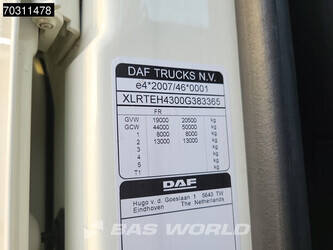 70311478
DAF TRUCKS N.V.
e4*2007/46*0001
XLRTEH4300G383365
FR
GVW 19000 20500 kg
GCW 44000 50000 kg
1 8000 8000 kg
2 13000 13000 kg
3 kg
4 kg
5 kg
T1 kg
DAF
Hugo v. d. Goeslaan 1 5643 TW
Eindhoven The Netherlands
BAS WORLD